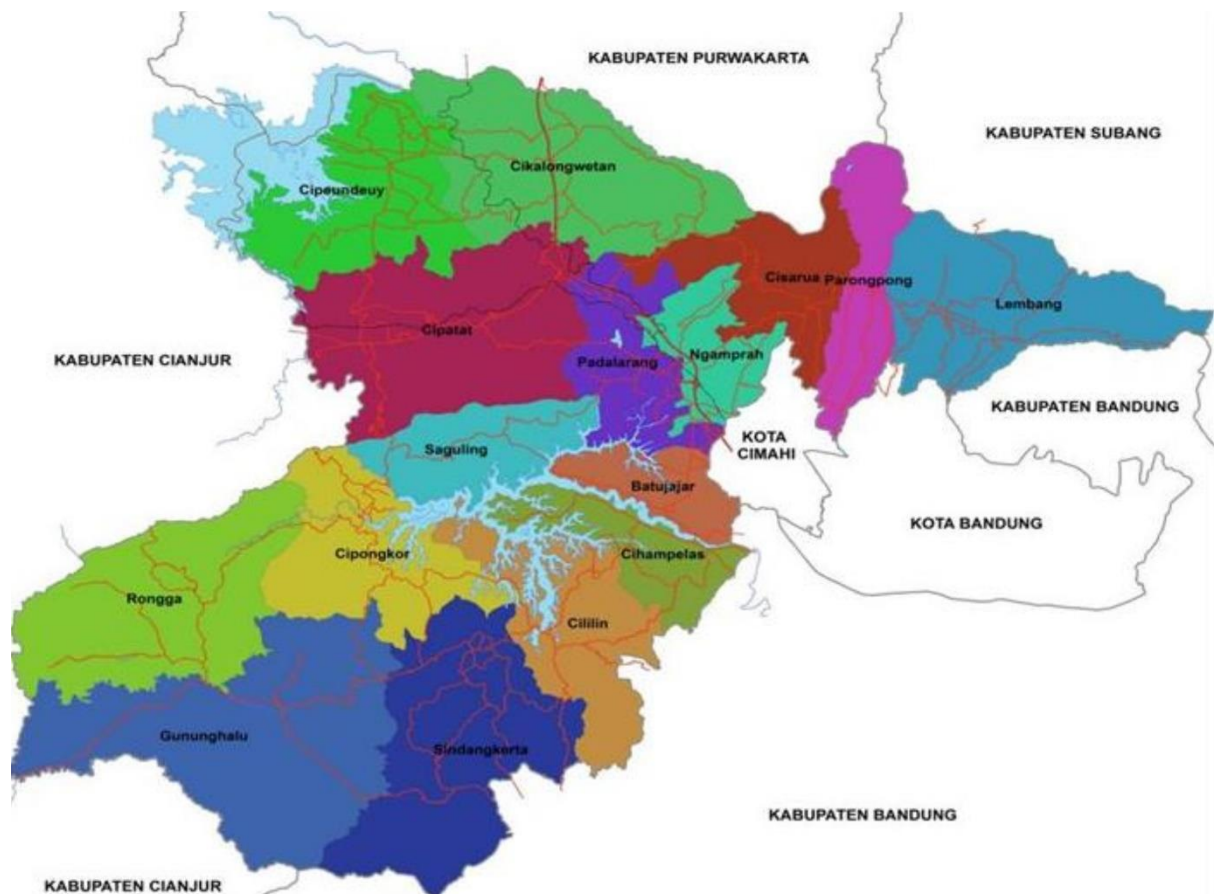 KABUPATEN PURWAKARTA
KABUPATEN SUBANG
Cikalongwetan
Cipeundeuy
Cisarua
Parongpong
Lembang
Cipatat
Ngamprah
Padalarang
KABUPATEN CIANJUR
KABUPATEN BANDUNG
KOTA
CIMAHI
Saguling
Batujajar
KOTA BANDUNG
Cipongkor
Cihampelas
Rongga
Cililin
Gununghalu
Sindangkerta
KABUPATEN BANDUNG
KABUPATEN CIANJUR